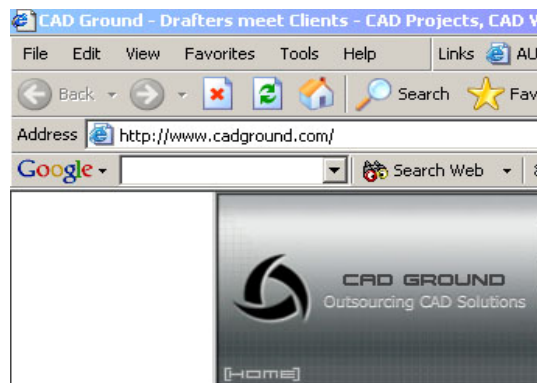 CAD Ground - Drafters meet Clients - CAD Projects, CAD
File Edit View Favorites Tools Help Links AU
Back Search Fav
Address http://www.cadground.com/
Google Search Web
CAD GROUND
Outsourcing CAD Solutions
[HOME]